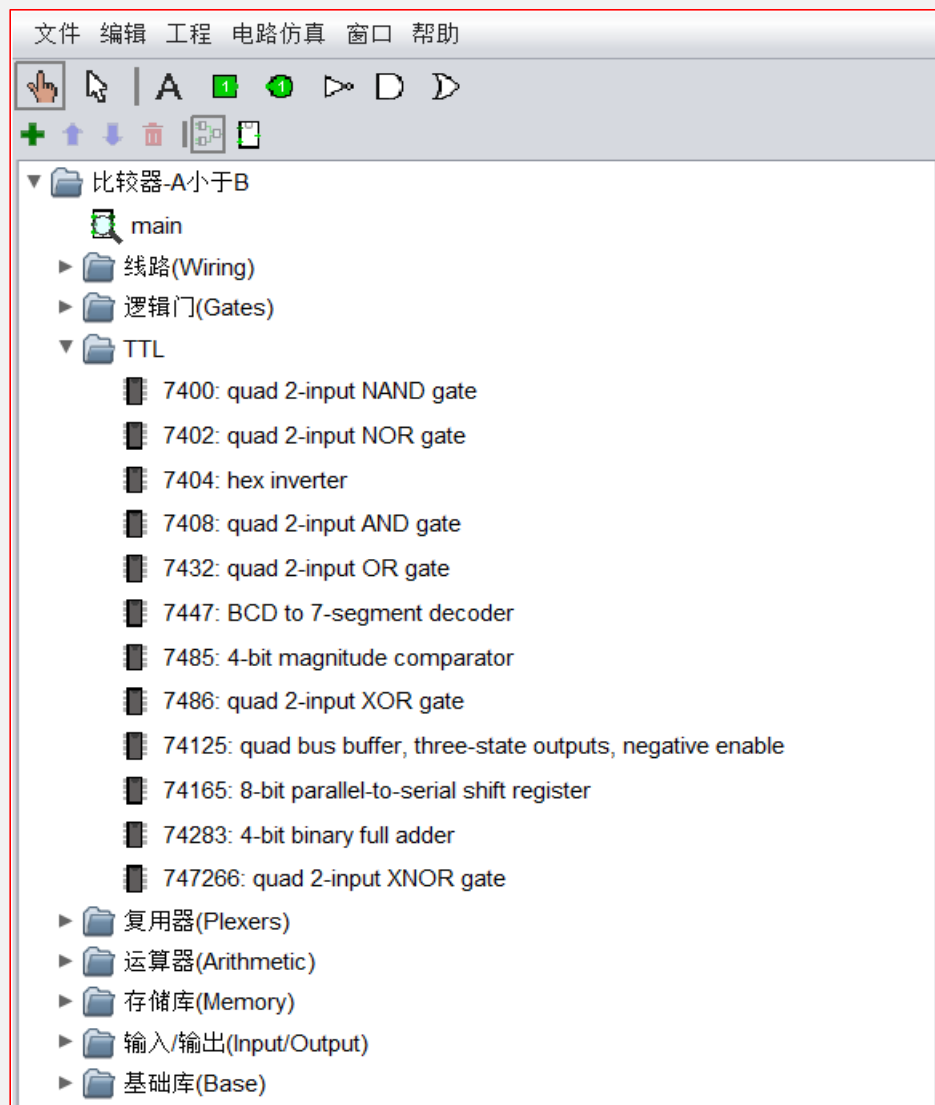 文件 编辑 工程 电路仿真 窗口 帮助
A 1 1
比较器-A小于B
main
线路(Wiring)
逻辑门(Gates)
TTL
7400: quad 2-input NAND gate
7402: quad 2-input NOR gate
7404: hex inverter
7408: quad 2-input AND gate
7432: quad 2-input OR gate
7447: BCD to 7-segment decoder
7485: 4-bit magnitude comparator
7486: quad 2-input XOR gate
74125: quad bus buffer, three-state outputs, negative enable
74165: 8-bit parallel-to-serial shift register
74283: 4-bit binary full adder
747266: quad 2-input XNOR gate
复用器(Plexers)
运算器(Arithmetic)
存储库(Memory)
输入/输出(Input/Output)
基础库(Base)